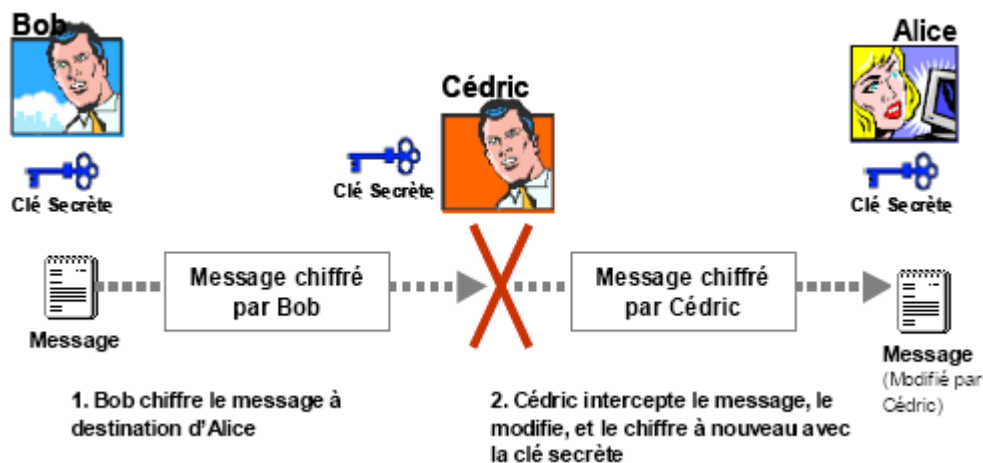 Bob
Cédric
Alice
Clé Secrète
Clé Secrète
Clé Secrète
Message chiffré
par Bob
Message chiffré
par Cédric
Message
Message
(Modifié par
Cédric)
1. Bob chiffre le message à
destination d'Alice
2. Cédric intercepte le message, le
modifie, et le chiffre à nouveau avec
la clé secrète